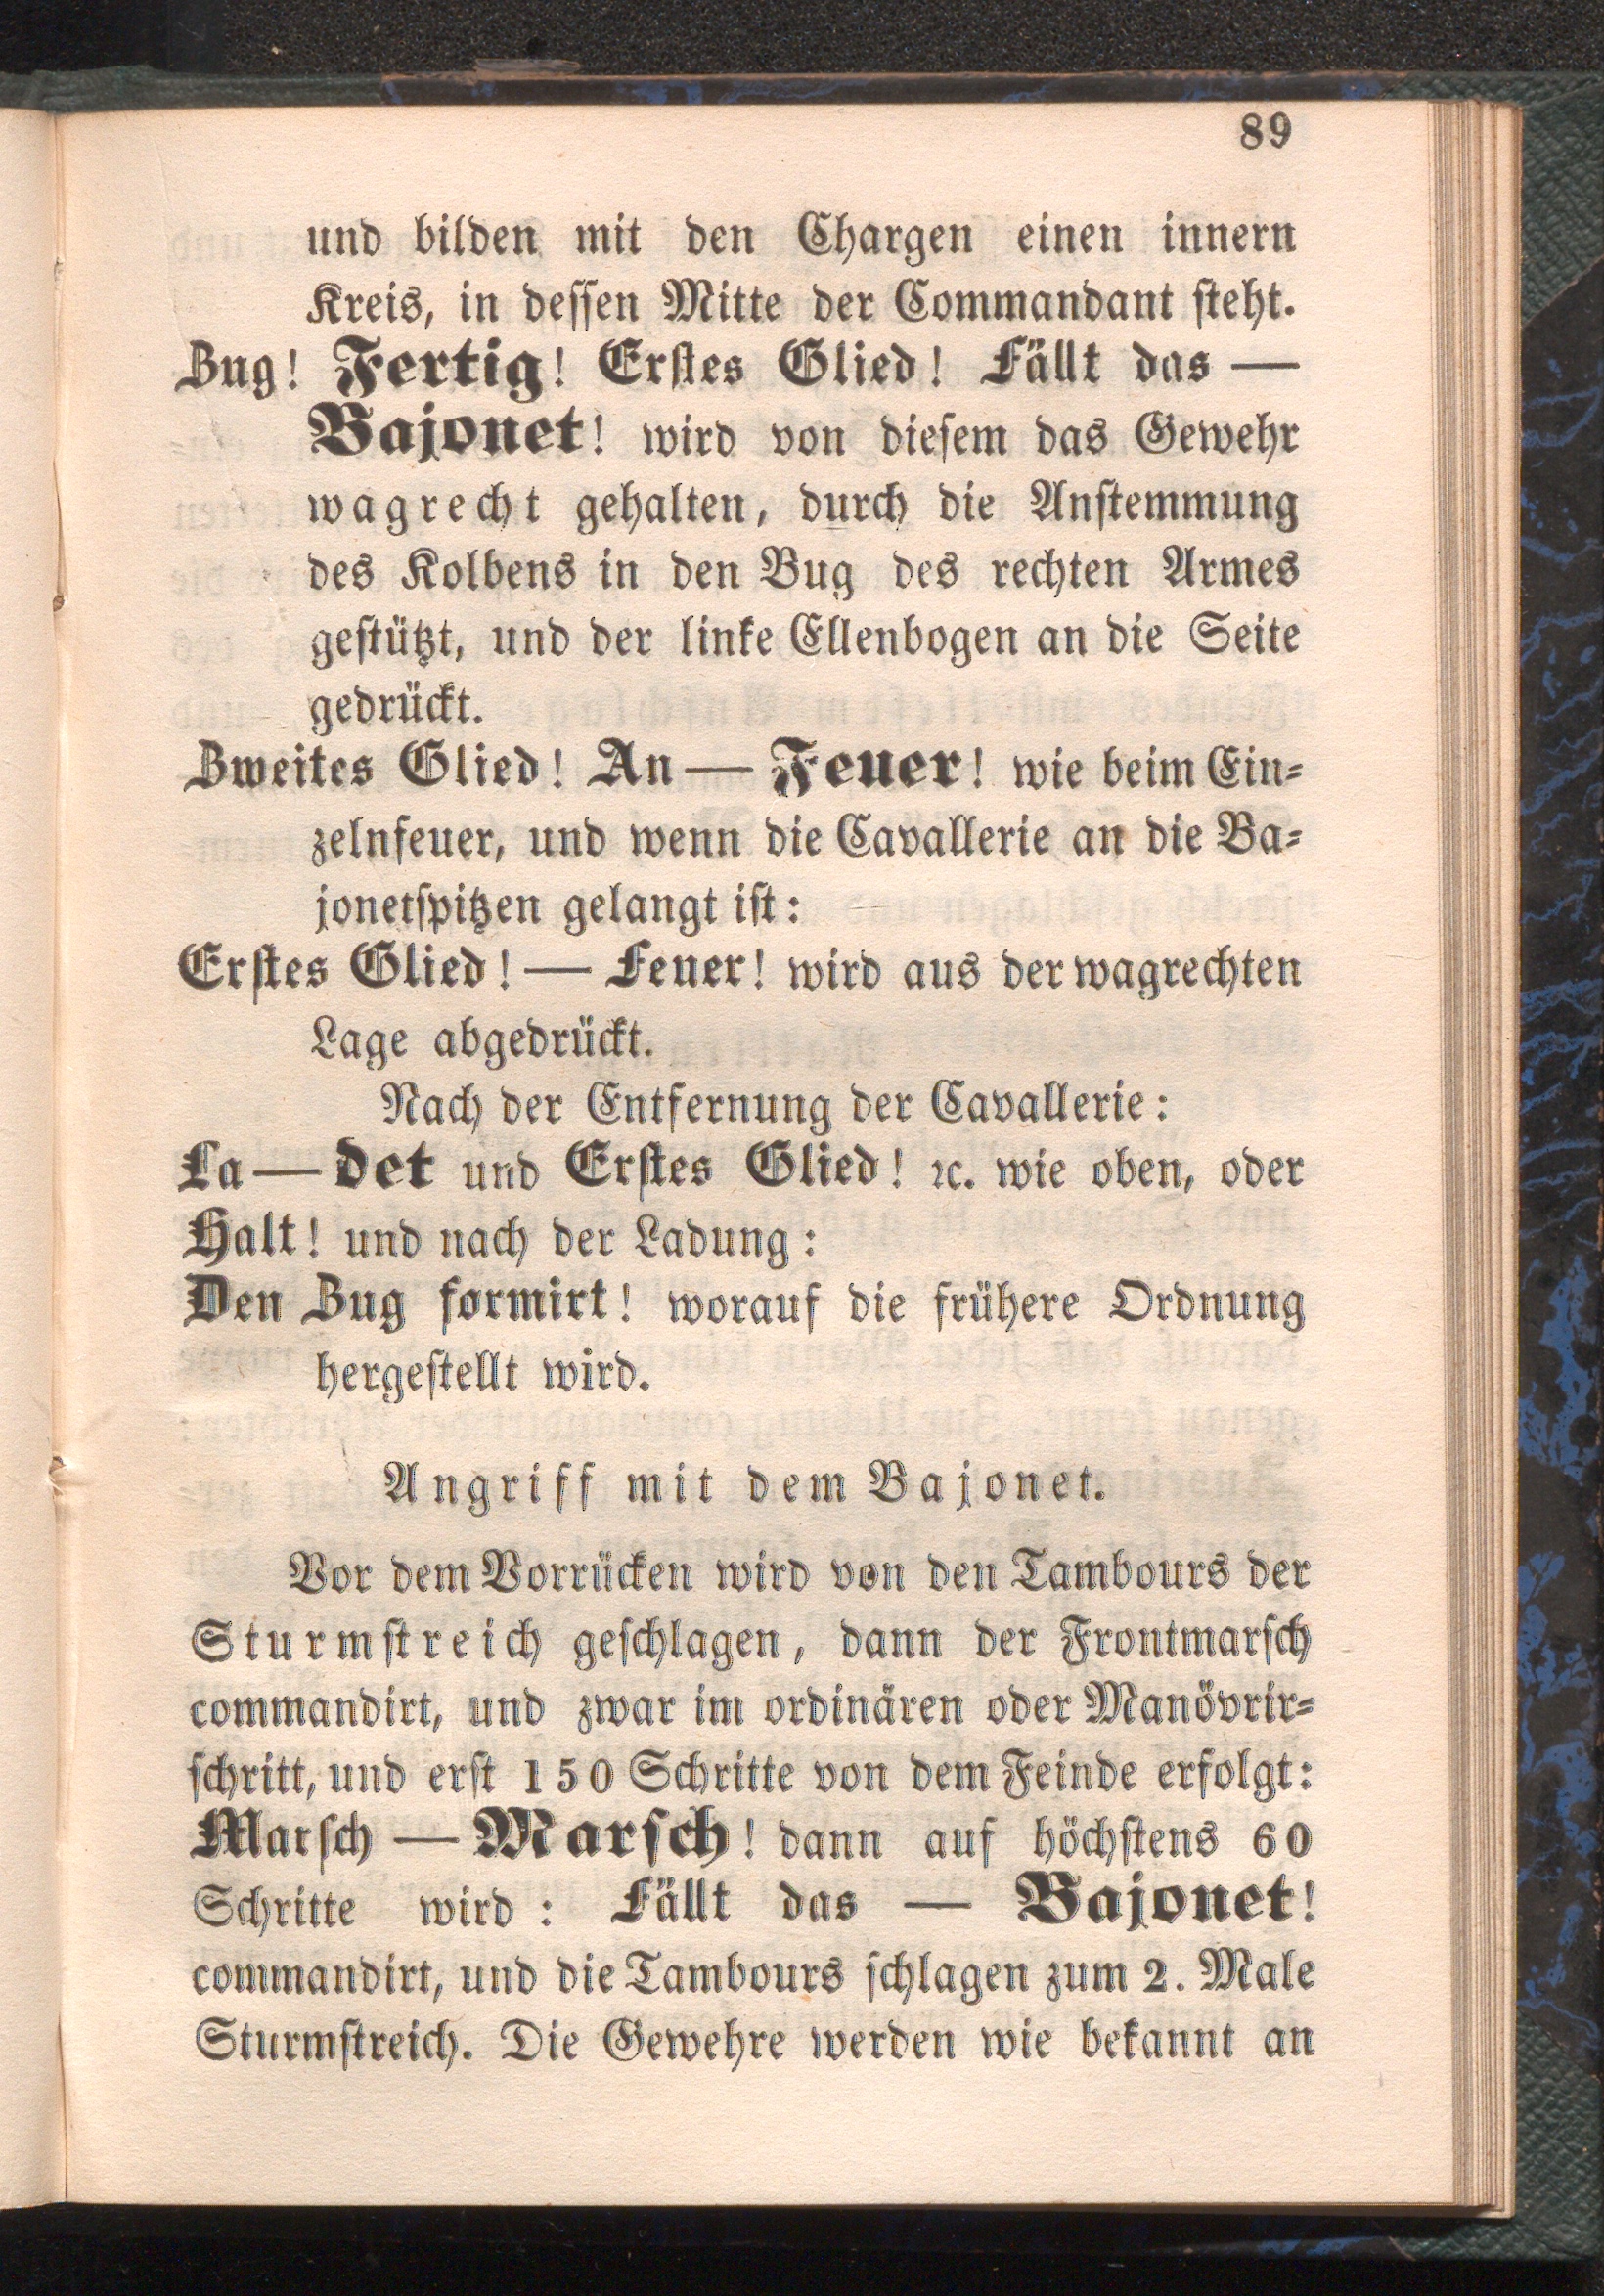 89
und bilden mit den Chargen einen innern
Kreis, in dessen Mitte der Commandant steht.
Zug! Fertig! Erstes Glied! Fällt das —
Bajonet! wird von diesem das Gewehr
wagrecht gehalten, durch die Anstemmung
des Kolbens in den Bug des rechten Armes
gestützt, und der linke Ellenbogen an die Seite
gedrückt.
Zweites Glied! An — Feuer! wie beim Ein-
zelnfeuer, und wenn die Cavallerie an die Ba-
jonetspitzen gelangt ist:
Erstes Glied! — Feuer! wird aus der wagrechten
Lage abgedrückt.
Nach der Entfernung der Cavallerie:
La — det und Erstes Glied! ꝛc. wie oben, oder
Halt! und nach der Ladung:
Den Zug formirt! worauf die frühere Ordnung
hergestellt wird.
Angriff mit dem Bajonet.
Vor dem Vorrücken wird von den Tambours der
Sturmstreich geschlagen, dann der Frontmarsch
commandirt, und zwar im ordinären oder Manövrir-
schritt, und erst 150 Schritte von dem Feinde erfolgt:
Marsch — Marsch! dann auf höchstens 60
Schritte wird: Fällt das — Bajonet!
commandirt, und die Tambours schlagen zum 2. Male
Sturmstreich. Die Gewehre werden wie bekannt an